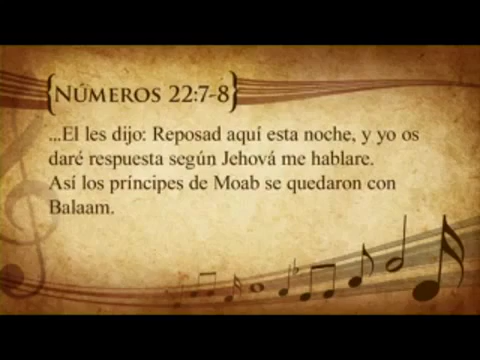 {NÚMEROS 22:7-8}
...El les dijo: Reposad aquí esta noche, y yo os
daré respuesta según Jehová me hablare.
Así los príncipes de Moab se quedaron con
Balaam.